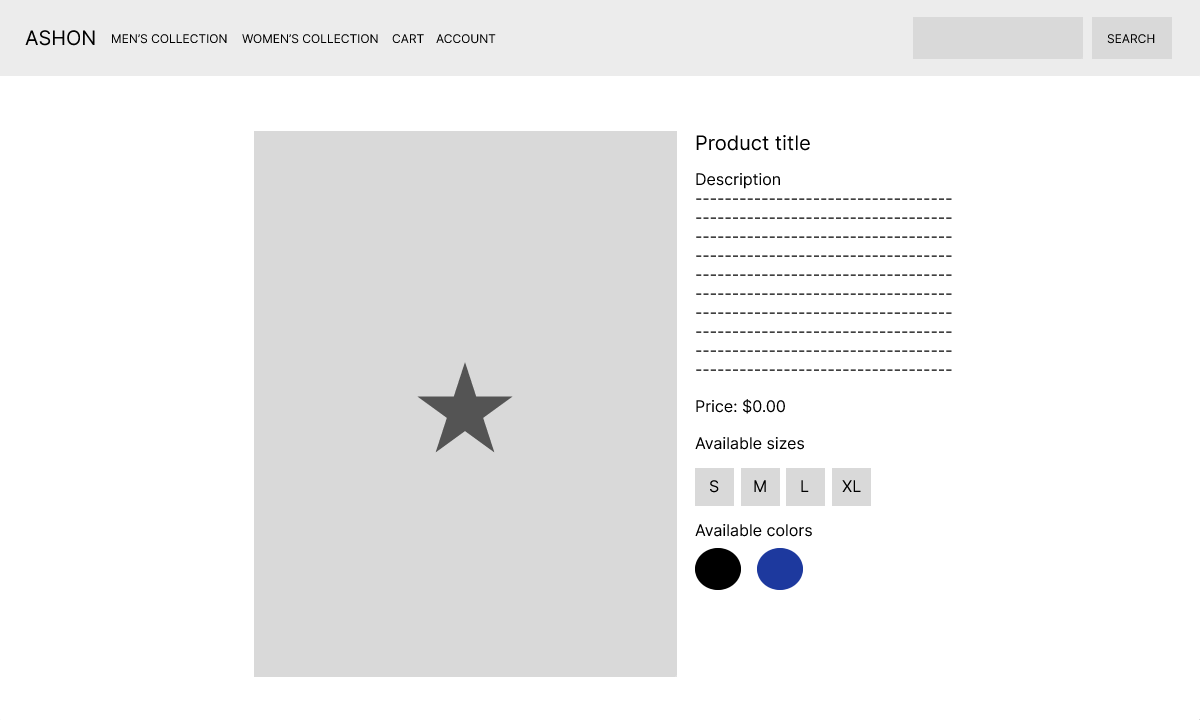 ASHON MEN'S COLLECTION WOMEN'S COLLECTION CART ACCOUNT SEARCH
Product title
Description
-----------------------------------
-----------------------------------
-----------------------------------
-----------------------------------
-----------------------------------
-----------------------------------
-----------------------------------
-----------------------------------
-----------------------------------
-----------------------------------
Price: $0.00
Available sizes
S M L XL
Available colors